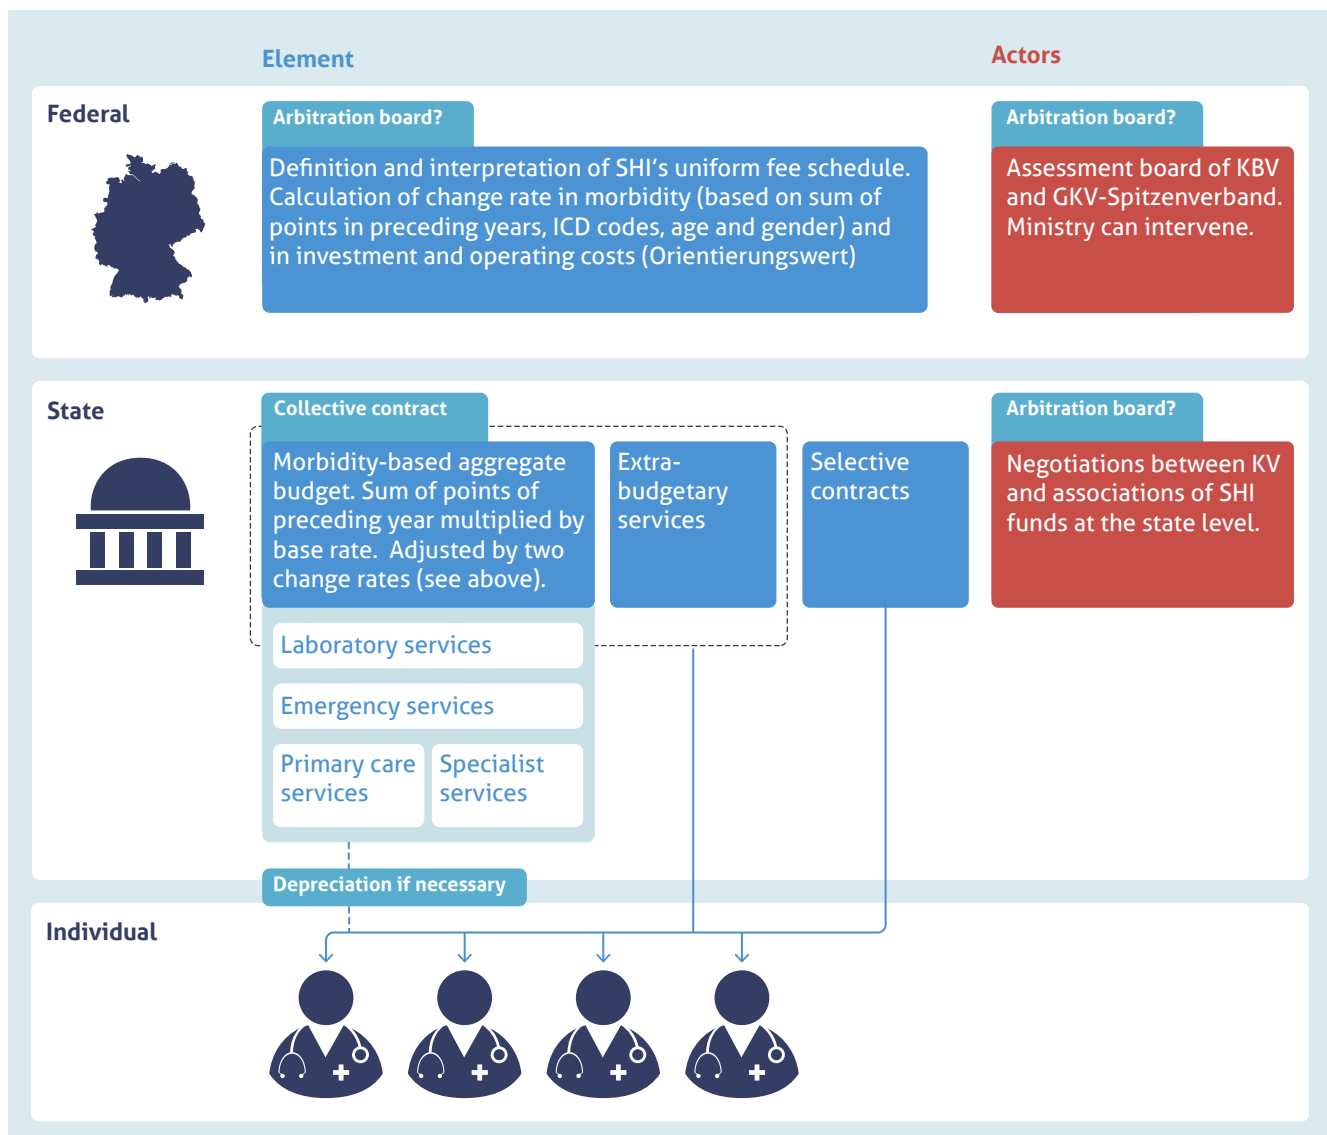 Element
Actors
Federal
Arbitration board?
Definition and interpretation of SHI's uniform fee schedule.
Calculation of change rate in morbidity (based on sum of
points in preceding years, ICD codes, age and gender) and
in investment and operating costs (Orientierungswert)
Arbitration board?
Assessment board of KBV
and GKV-Spitzenverband.
Ministry can intervene.
State
Collective contract
Morbidity-based aggregate
budget. Sum of points of
preceding year multiplied by
base rate. Adjusted by two
change rates (see above).
Extra-
budgetary
services
Selective
contracts
Arbitration board?
Negotiations between KV
and associations of SHI
funds at the state level.
Laboratory services
Emergency services
Primary care
services
Specialist
services
Depreciation if necessary
Individual